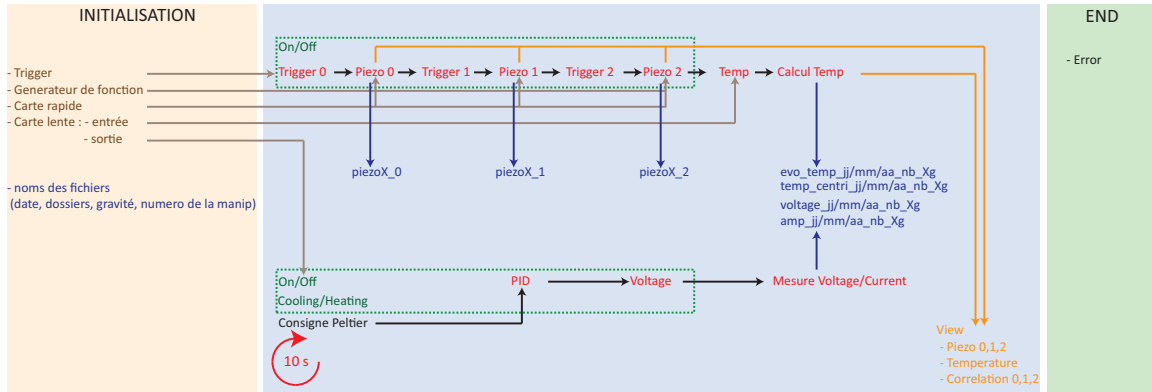 INITIALISATION
END
On/Off
Trigger 0
Piezo 0
Trigger 1
Piezo 1
Trigger 2
Piezo 2
Temp
Calcul Temp
- Trigger
- Generateur de fonction
- Carte rapide
- Carte lente : - entrée
- sortie
- Error
piezoX_0
piezoX_1
piezoX_2
evo_temp_jj/mm/aa_nb_Xg
temp_centri_jj/mm/aa_nb_Xg
voltage_jj/mm/aa_nb_Xg
amp_jj/mm/aa_nb_Xg
- noms des fichiers
(date, dossiers, gravité, numero de la manip)
On/Off
Cooling/Heating
PID
Voltage
Mesure Voltage/Current
Consigne Peltier
10 s
View
- Piezo 0,1,2
- Temperature
- Correlation 0,1,2